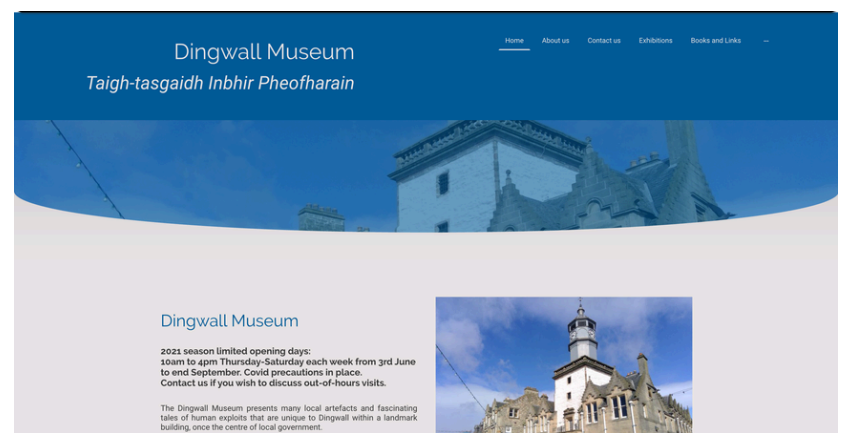 Dingwall Museum
Taigh-tasgaidh Inbhir Pheofharain
Home About us Contact us Exhibitions Books and Links ...
Dingwall Museum
2021 season limited opening days:
10am to 4pm Thursday-Saturday each week from 3rd June
to end September. Covid precautions in place.
Contact us if you wish to discuss out-of-hours visits.
The Dingwall Museum presents many local artefacts and fascinating
tales of human exploits that are unique to Dingwall within a landmark
building, once the centre of local government.